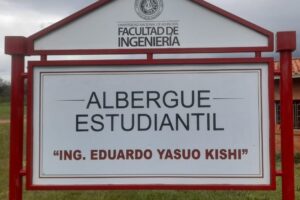 FACULTAD DE
INGENIERÍA
ALBERGUE
ESTUDIANTIL
"ING. EDUARDO YASUO KISHI"